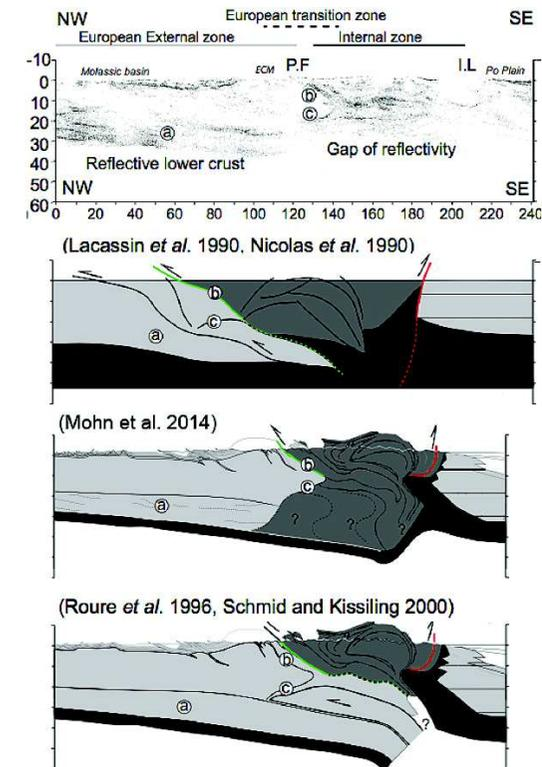 NW
European transition zone
SE
European External zone
Internal zone
P.F
I.L
Molassic basin
ECM
Po Plain
-10
0
10
20
30
40
50
60
b
c
a
Reflective lower crust
Gap of reflectivity
NW
SE
0 20 40 60 80 100 120 140 160 180 200 220 240
(Lacassin et al. 1990, Nicolas et al. 1990)
b
c
a
(Mohn et al. 2014)
b
c
a
? ? ?
(Roure et al. 1996, Schmid and Kissiling 2000)
b
c
a
?